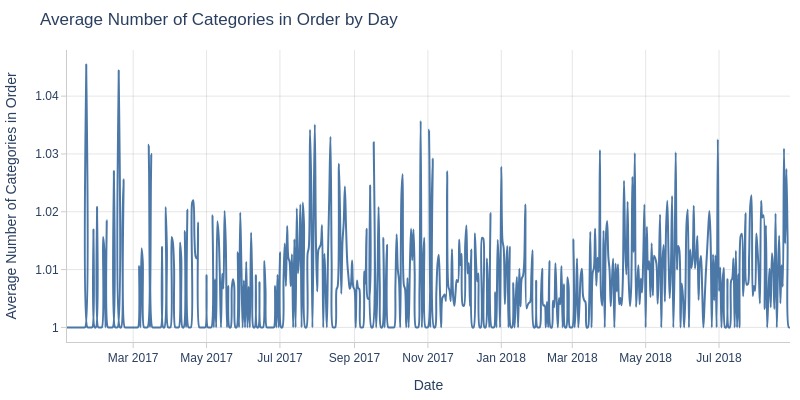 Average Number of Categories in Order by Day
Average Number of Categories in Order
1.04
1.03
1.02
1.01
1
Mar 2017
May 2017
Jul 2017
Sep 2017
Nov 2017
Jan 2018
Mar 2018
May 2018
Jul 2018
Date